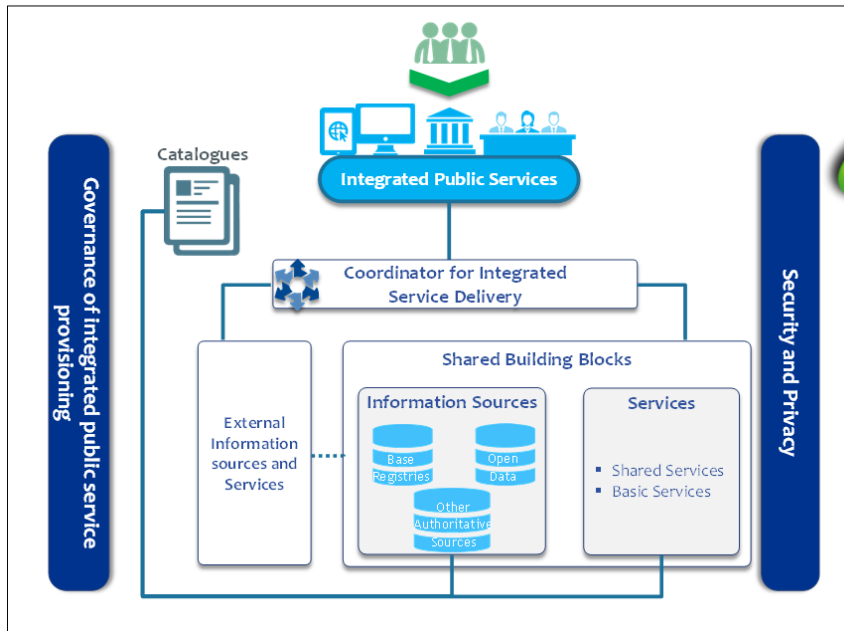 Catalogues
Integrated Public Services
Governance of integrated public service
provisioning
Security and Privacy
Coordinator for Integrated
Service Delivery
Shared Building Blocks
External
Information
sources and
Services
Information Sources
Base
Registries
Open
Data
Other
Authoritative
Sources
Services
▪ Shared Services
▪ Basic Services